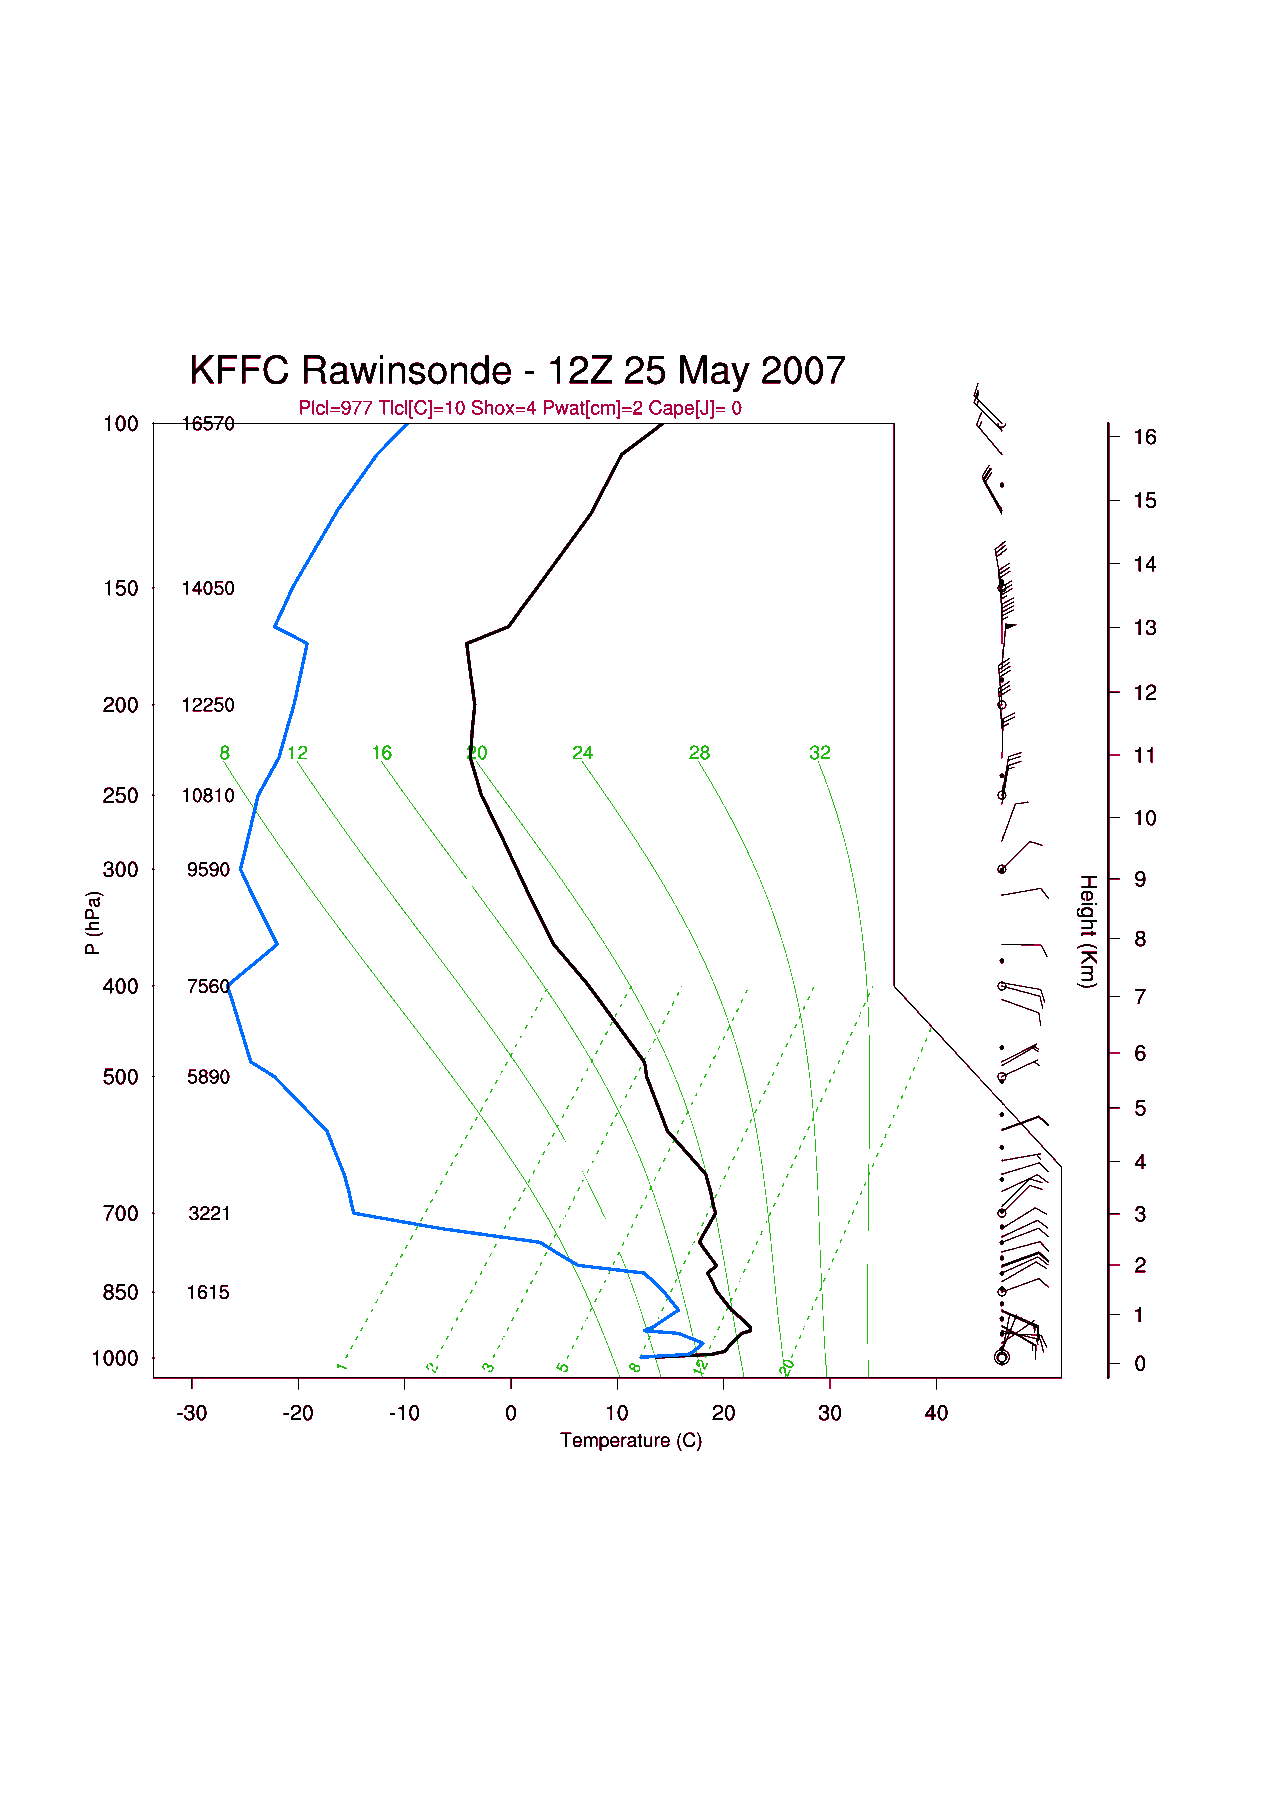 KFFC Rawinsonde - 12Z 25 May 2007
Plcl=977 Tlcl[C]=10 Shox=4 Pwat[cm]=2 Cape[J]= 0
100 16570 16
15
14
150 14050
13
200 12250 12
8 12 16 20 24 28 32 11
250 10810
10
300 9590 9
P (hPa)
Height (Km)
8
400 7560 7
6
500 5890
5
4
700 3221 3
2
850 1615
1
1000 0
1 2 3 5 8 12 20
-30 -20 -10 0 10 20 30 40
Temperature (C)